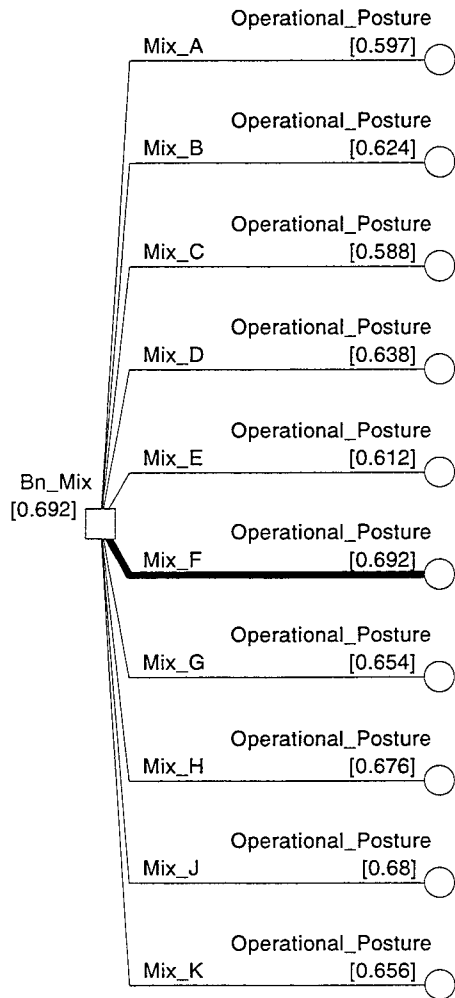 Operational_Posture
Mix_A [0.597]
Operational_Posture
Mix_B [0.624]
Operational_Posture
Mix_C [0.588]
Operational_Posture
Mix_D [0.638]
Operational_Posture
Mix_E [0.612]
Bn_Mix
[0.692]
Operational_Posture
Mix_F [0.692]
Operational_Posture
Mix_G [0.654]
Operational_Posture
Mix_H [0.676]
Operational_Posture
Mix_J [0.68]
Operational_Posture
Mix_K [0.656]